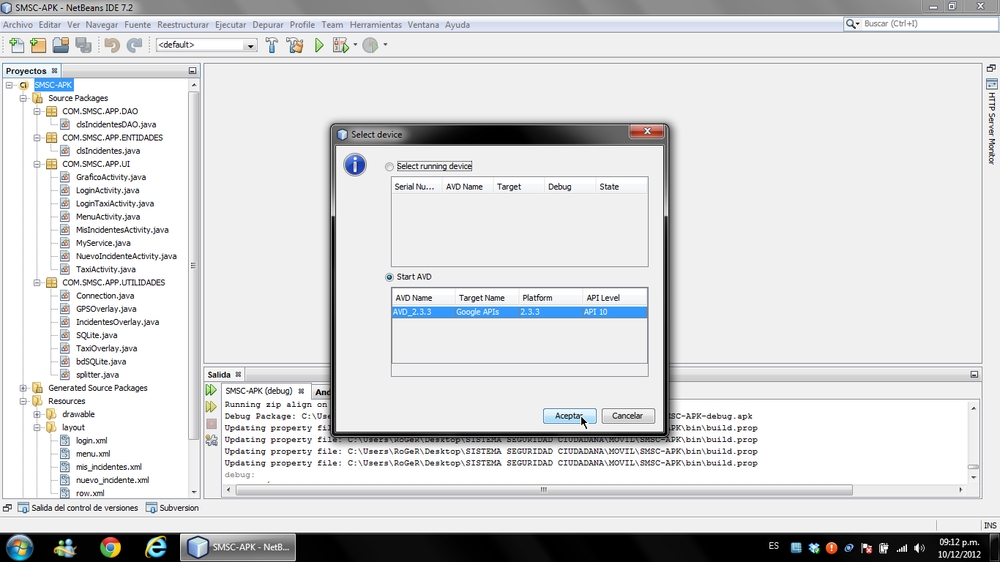 SMSC-APK - NetBeans IDE 7.2
Archivo Editar Ver Navegar Fuente Reestructurar Ejecutar Depurar Profile Team Herramientas Ventana Ayuda
Buscar (Ctrl+I)
<default>
Proyectos
SMSC-APK
Source Packages
COM.SMSC.APP.DAO
clsIncidentesDAO.java
COM.SMSC.APP.ENTIDADES
clsIncidentes.java
COM.SMSC.APP.UI
GraficoActivity.java
LoginActivity.java
LoginTaxiActivity.java
MenuActivity.java
MisIncidentesActivity.java
MyService.java
NuevoIncidenteActivity.java
TaxiActivity.java
COM.SMSC.APP.UTILIDADES
Connection.java
GPSOverlay.java
IncidentesOverlay.java
SQLite.java
TaxiOverlay.java
bdSQLite.java
splitter.java
Generated Source Packages
Resources
drawable
layout
login.xml
menu.xml
mis_incidentes.xml
nuevo_incidente.xml
row.xml
HTTP Server Monitor
Select device
Select running device
Serial Nu... AVD Name Target Debug State
Start AVD
AVD Name Target Name Platform API Level
AVD_2.3.3 Google APIs 2.3.3 API 10
Aceptar Cancelar
Salida
SMSC-APK (debug)
Running zip align on
Debug Package: SMSC-APK-debug.apk
Updating property bin\build.prop
Updating property file: C:\Users\RoGeR\Desktop\SISTEMA SEGURIDAD CIUDADANA\MOVIL\SMSC-APK\bin\build.prop
Updating property file: C:\Users\RoGeR\Desktop\SISTEMA SEGURIDAD CIUDADANA\MOVIL\SMSC-APK\bin\build.prop
Updating property file: C:\Users\RoGeR\Desktop\SISTEMA SEGURIDAD CIUDADANA\MOVIL\SMSC-APK\bin\build.prop
debug:
Salida del control de versiones Subversion
INS
SMSC-APK - NetB...
ES
09:12 p.m.
10/12/2012